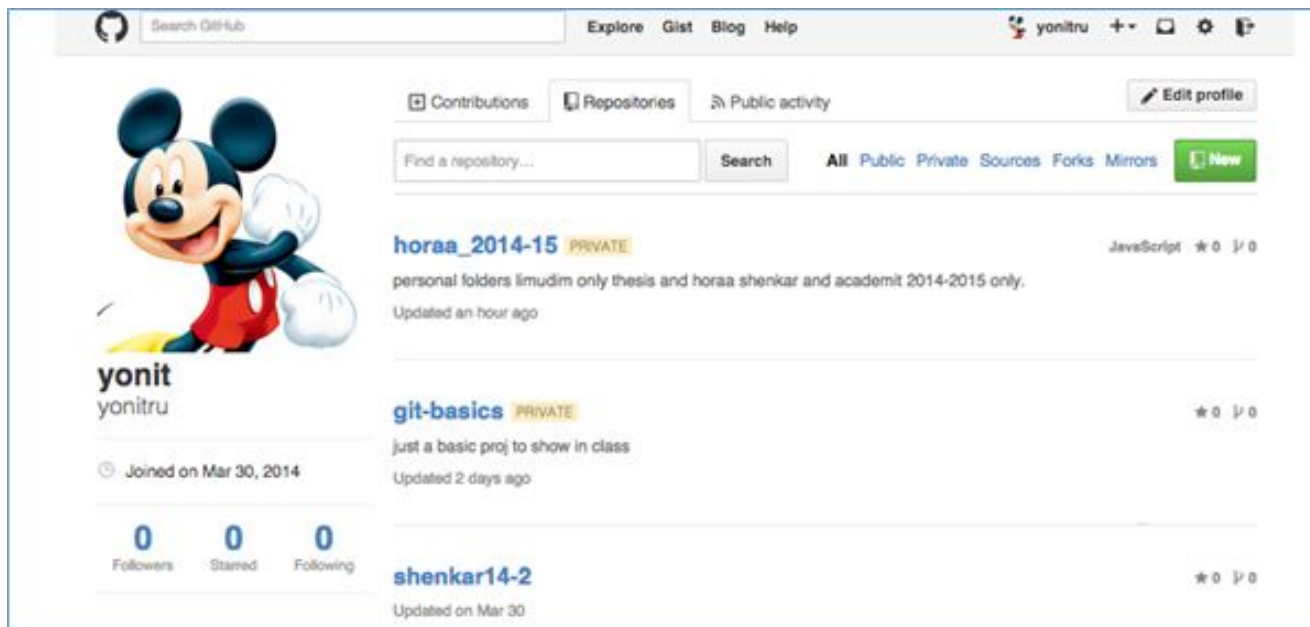 Search GitHub Explore Gist Blog Help yonitru
Contributions Repositories Public activity Edit profile
Find a repository... Search All Public Private Sources Forks Mirrors New
horaa_2014-15 PRIVATE JavaScript 0 0
personal folders limudim only thesis and horaa shenkar and academit 2014-2015 only.
Updated an hour ago
yonit
yonitru
git-basics PRIVATE 0 0
just a basic proj to show in class
Updated 2 days ago
Joined on Mar 30, 2014
0 0 0
Followers Starred Following
shenkar14-2 0 0
Updated on Mar 30